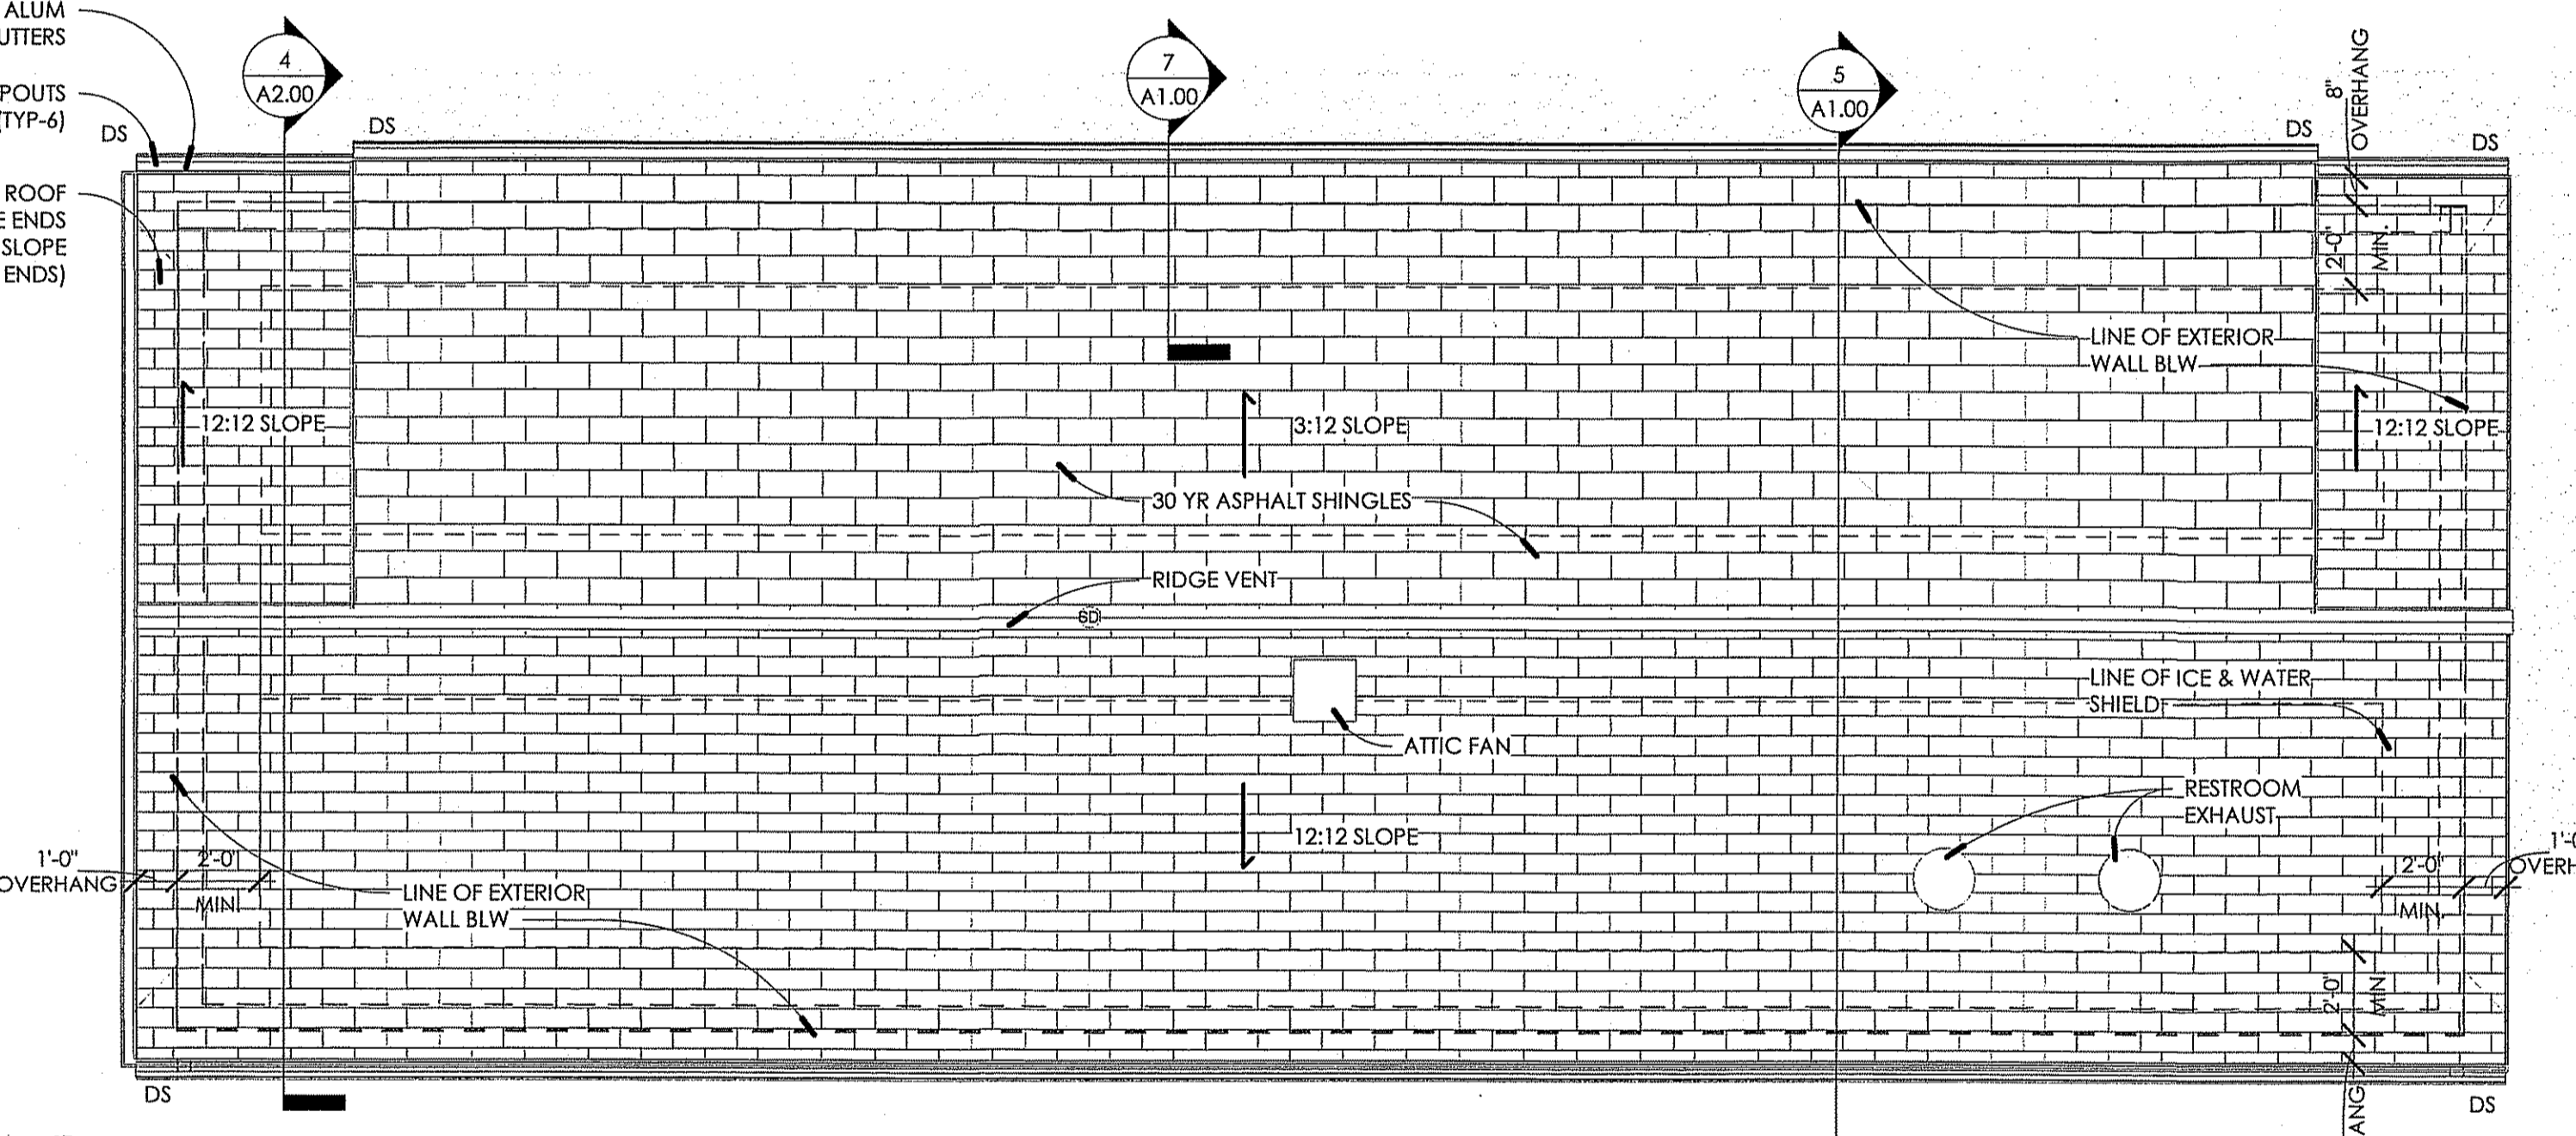 ALUM
UTTERS
POUTS
(TYP-6)
DS
ROOF
E ENDS
SLOPE
ENDS)
4
A2.00
DS
7
A1.00
5
A1.00
DS
8"
OVERHANG
DS
2'-0"
MIN.
LINE OF EXTERIOR
WALL BLW
12:12 SLOPE
3:12 SLOPE
12:12 SLOPE
30 YR ASPHALT SHINGLES
RIDGE VENT
SD
LINE OF ICE & WATER
SHIELD
ATTIC FAN
RESTROOM
EXHAUST
12:12 SLOPE
1'-0"
OVERHANG
2'-0"
MIN
LINE OF EXTERIOR
WALL BLW
2'-0"
MIN.
1'-0
OVERH
2'-0"
MIN
ANG
DS
DS